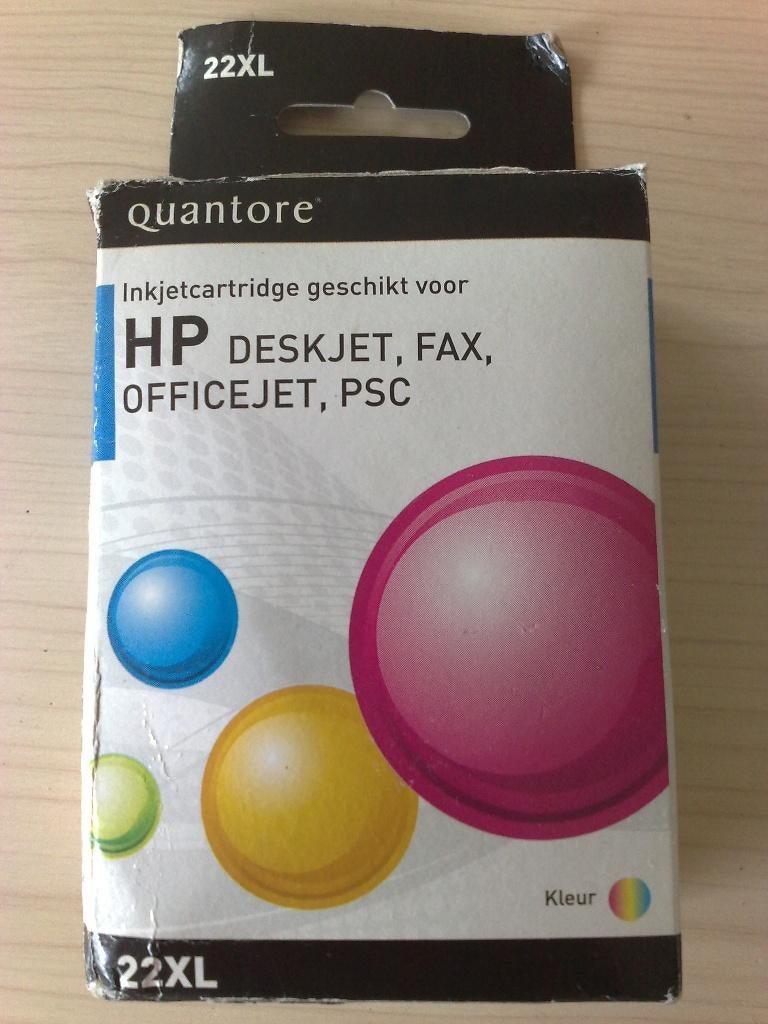 22XL
quantore®
Inkjetcartridge geschikt voor
HP DESKJET, FAX,
OFFICEJET, PSC
Kleur
22XL